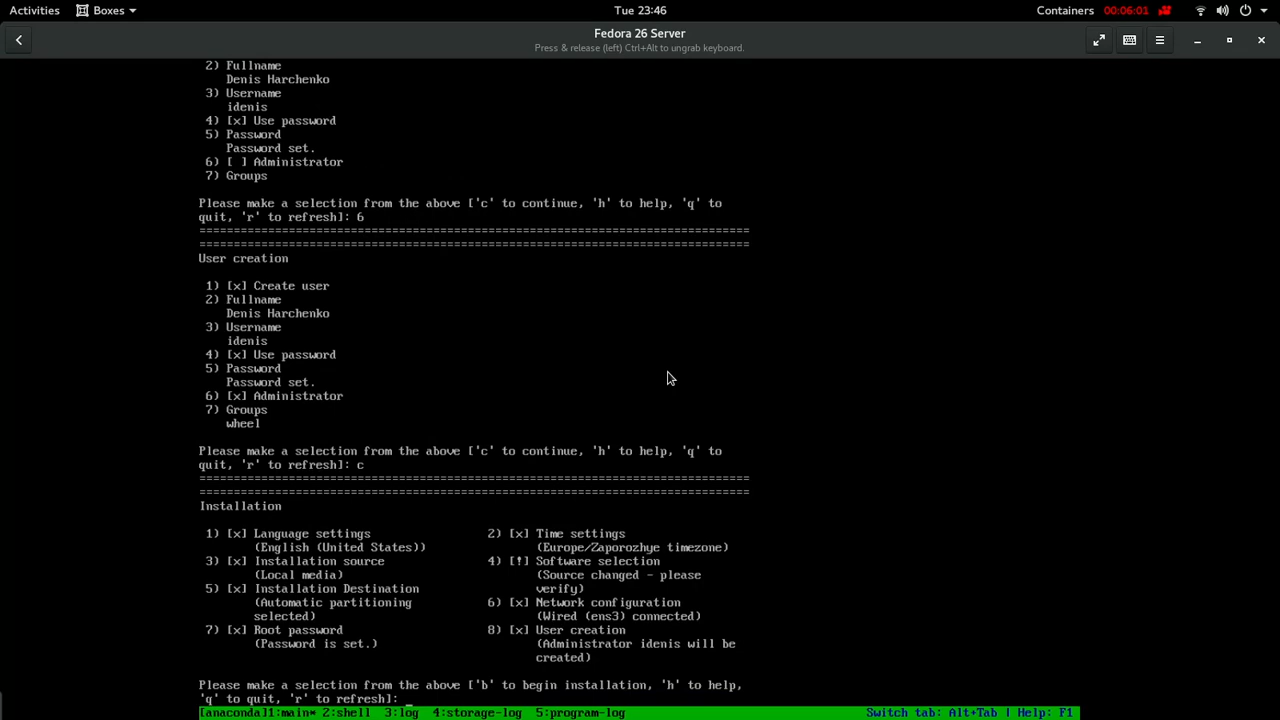 Activities Boxes Tue 23:46 Containers 00:06:01
Fedora 26 Server
Press & release (left) Ctrl+Alt to ungrab keyboard.
2) Fullname
Denis Harchenko
3) Username
idenis
4) [x] Use password
5) Password
Password set.
6) [ ] Administrator
7) Groups
Please make a selection from the above ['c' to continue, 'h' to help, 'q' to
quit, 'r' to refresh]: 6
================================================================================
================================================================================
User creation
1) [x] Create user
2) Fullname
Denis Harchenko
3) Username
idenis
4) [x] Use password
5) Password
Password set.
6) [x] Administrator
7) Groups
wheel
Please make a selection from the above ['c' to continue, 'h' to help, 'q' to
quit, 'r' to refresh]: c
================================================================================
================================================================================
Installation
1) [x] Language settings 2) [x] Time settings
(English (United States)) (Europe/Zaporozhye timezone)
3) [x] Installation source 4) [!] Software selection
(Local media) (Source changed - please
5) [x] Installation Destination verify)
(Automatic partitioning 6) [x] Network configuration
selected) (Wired (ens3) connected)
7) [x] Root password 8) [x] User creation
(Password is set.) (Administrator idenis will be
created)
Please make a selection from the above ['b' to begin installation, 'h' to help,
'q' to quit, 'r' to refresh]: _
[anaconda]1:main* 2:shell 3:log 4:storage-log 5:program-log Switch tab: Alt+Tab | Help: F1